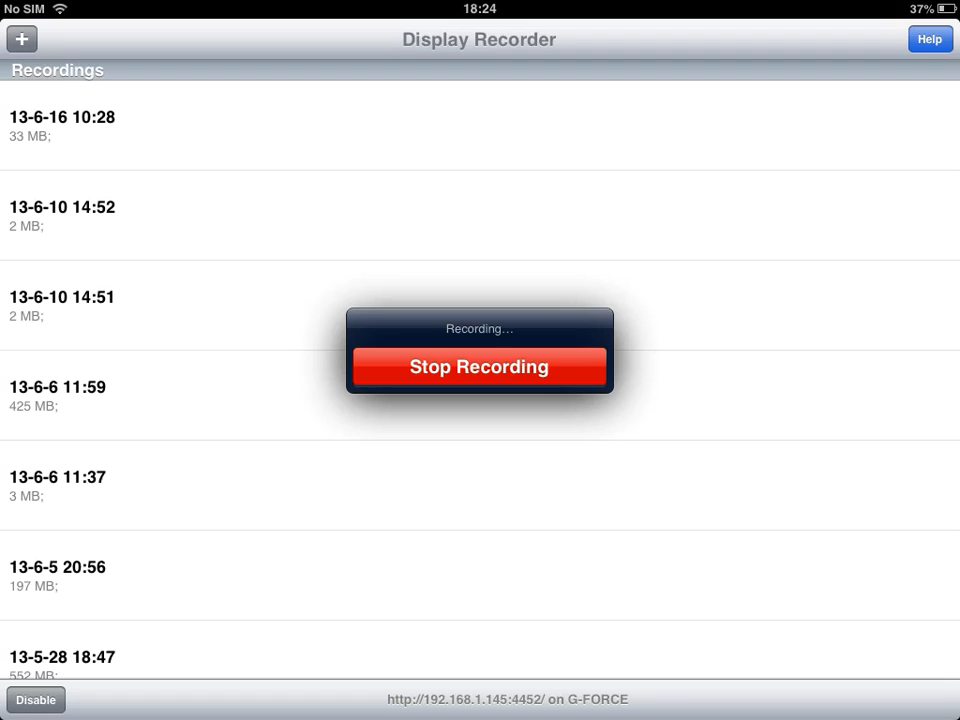 No SIM 18:24 37%
+ Display Recorder Help
Recordings
13-6-16 10:28
33 MB;
13-6-10 14:52
2 MB;
13-6-10 14:51
2 MB;
Recording...
Stop Recording
13-6-6 11:59
425 MB;
13-6-6 11:37
3 MB;
13-6-5 20:56
197 MB;
13-5-28 18:47
552 MB;
Disable http://192.168.1.145:4452/ on G-FORCE